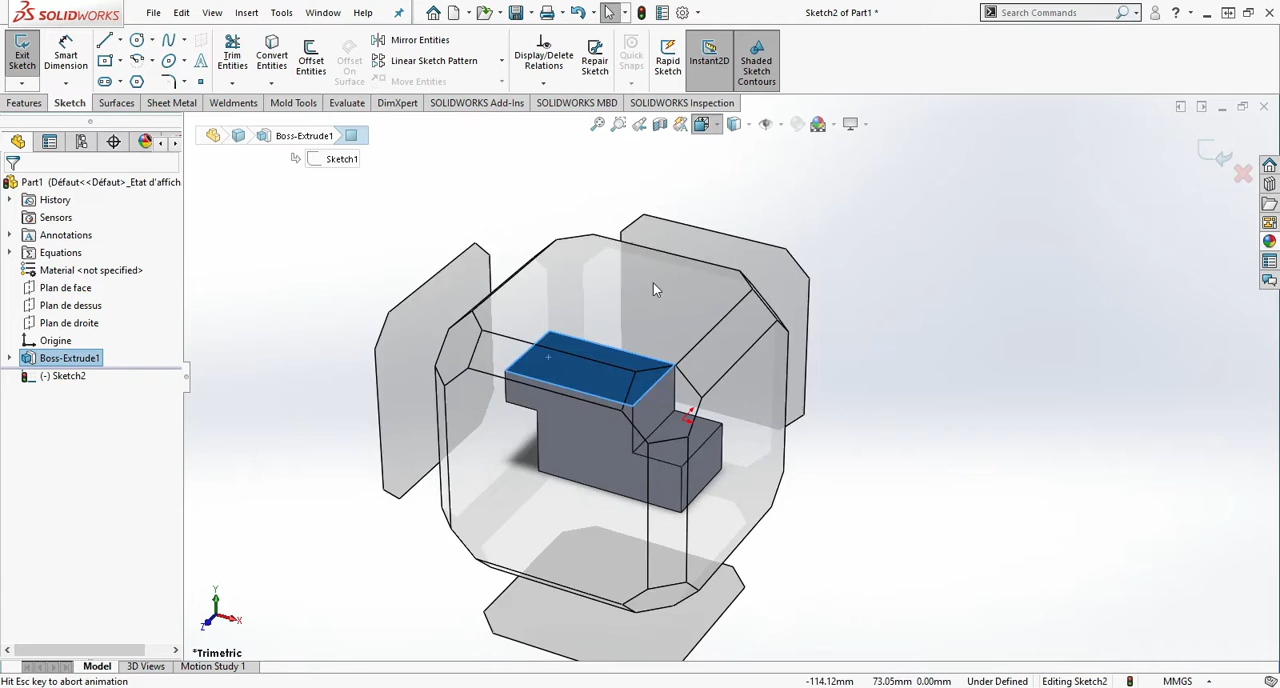 SOLIDWORKS File Edit View Insert Tools Window Help Sketch2 of Part1 * Search Commands ?
Exit Sketch Smart Dimension Trim Entities Convert Entities Offset Entities Offset On Surface Mirror Entities Linear Sketch Pattern Move Entities Display/Delete Relations Repair Sketch Quick Snaps Rapid Sketch Instant2D Shaded Sketch Contours
Features Sketch Surfaces Sheet Metal Weldments Mold Tools Evaluate DimXpert SOLIDWORKS Add-Ins SOLIDWORKS MBD SOLIDWORKS Inspection
Boss-Extrude1
Sketch1
Part1 (Défaut<<Défaut>_Etat d'affich
History
Sensors
Annotations
Equations
Material <not specified>
Plan de face
Plan de dessus
Plan de droite
Origine
Boss-Extrude1
(-) Sketch2
Y
Z X
*Trimetric
Model 3D Views Motion Study 1
Hit Esc key to abort animation -114.12mm 73.05mm 0.00mm Under Defined Editing Sketch2 MMGS